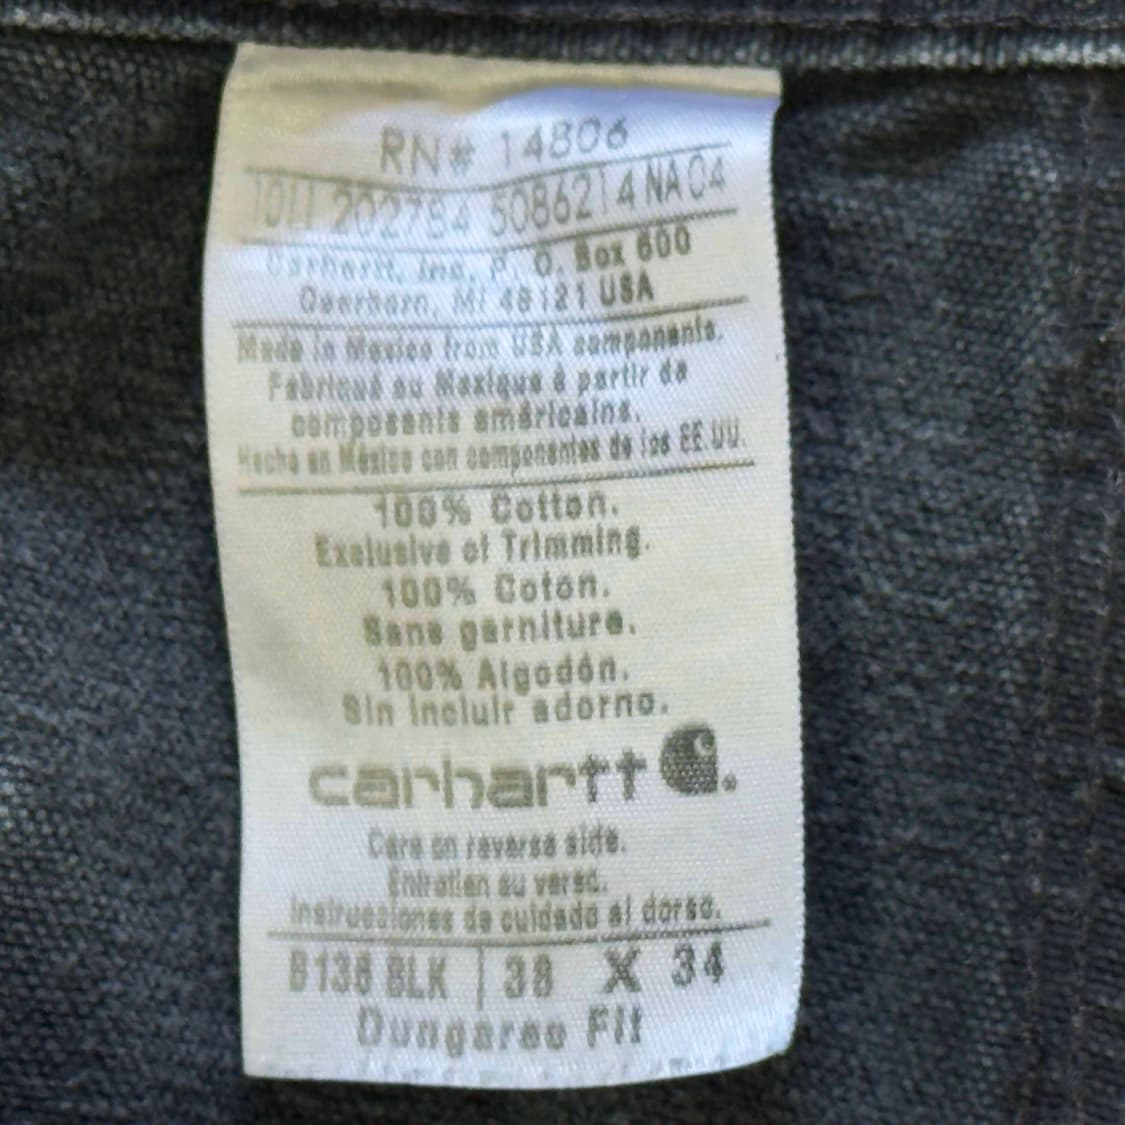 RN# 14806
1011 202784 5086214 NA 04
Carhartt, Inc. P. O. Box 600
Dearborn, MI 48121 USA
Made in Mexico from USA components.
Fabriqué au Mexique à partir de
composants américains.
Hecho en México con componentes de los EE.UU.
100% Cotton.
Exclusive of Trimming.
100% Coton.
Sans garniture.
100% Algodón.
Sin incluir adorno.
carhartt
Care on reverse side.
Entretien au verso.
Instrucciones de cuidado al dorso.
B136 BLK | 38 X 34
Dungaree Fit